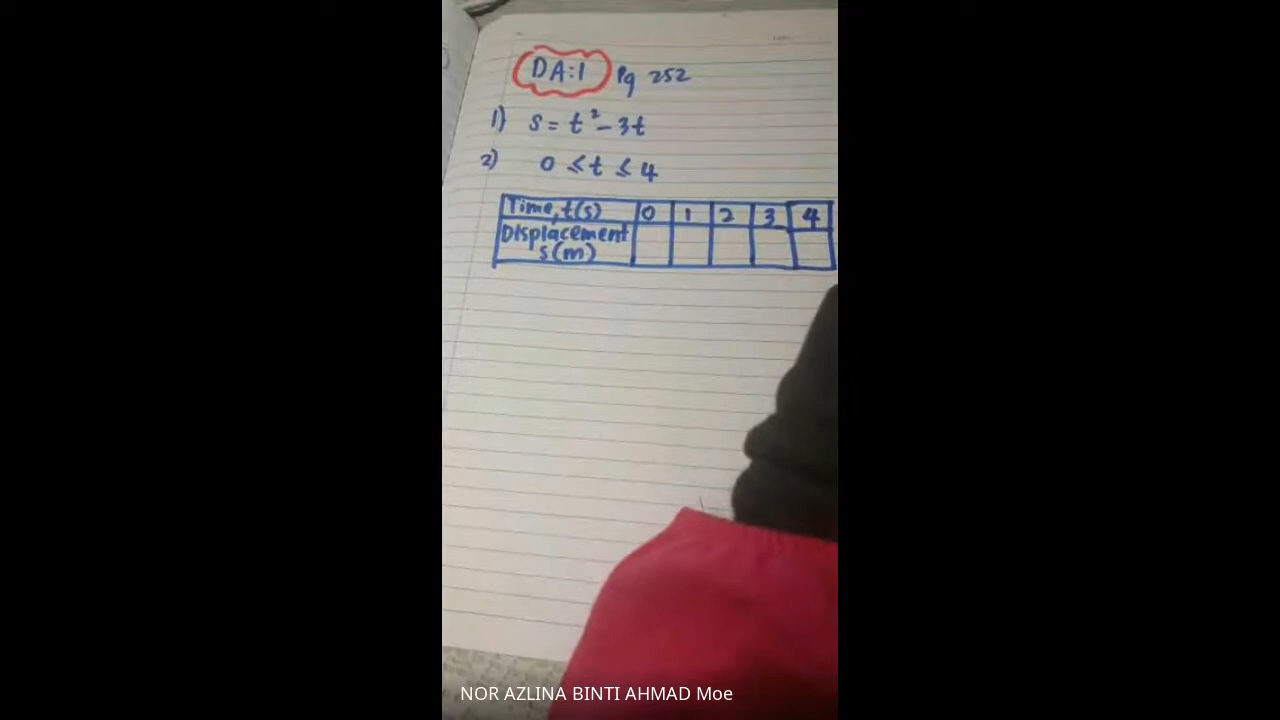 DA:1 Pg 252
1) s = t² - 3t
2) 0 ≤ t ≤ 4
Time, t(s) 0 1 2 3 4
Displacement s(m)
NOR AZLINA BINTI AHMAD Moe